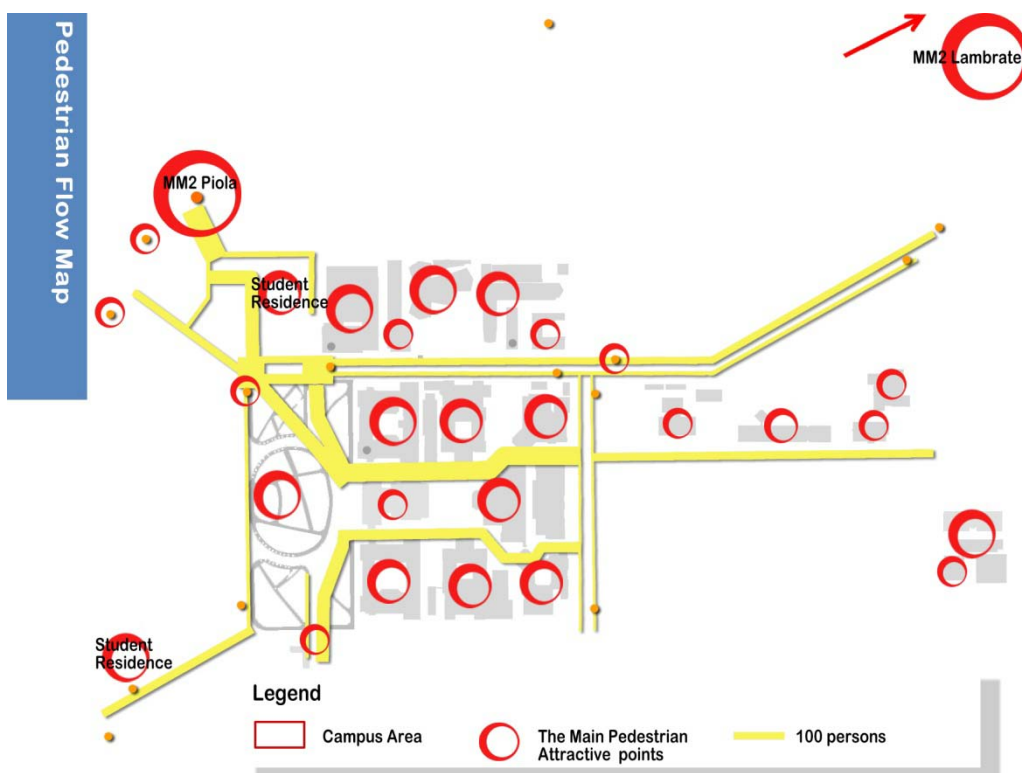 Pedestrian Flow Map
MM2 Lambrate
MM2 Piola
Student
Residence
Student
Residence
Legend
Campus Area
The Main Pedestrian
Attractive points
100 persons